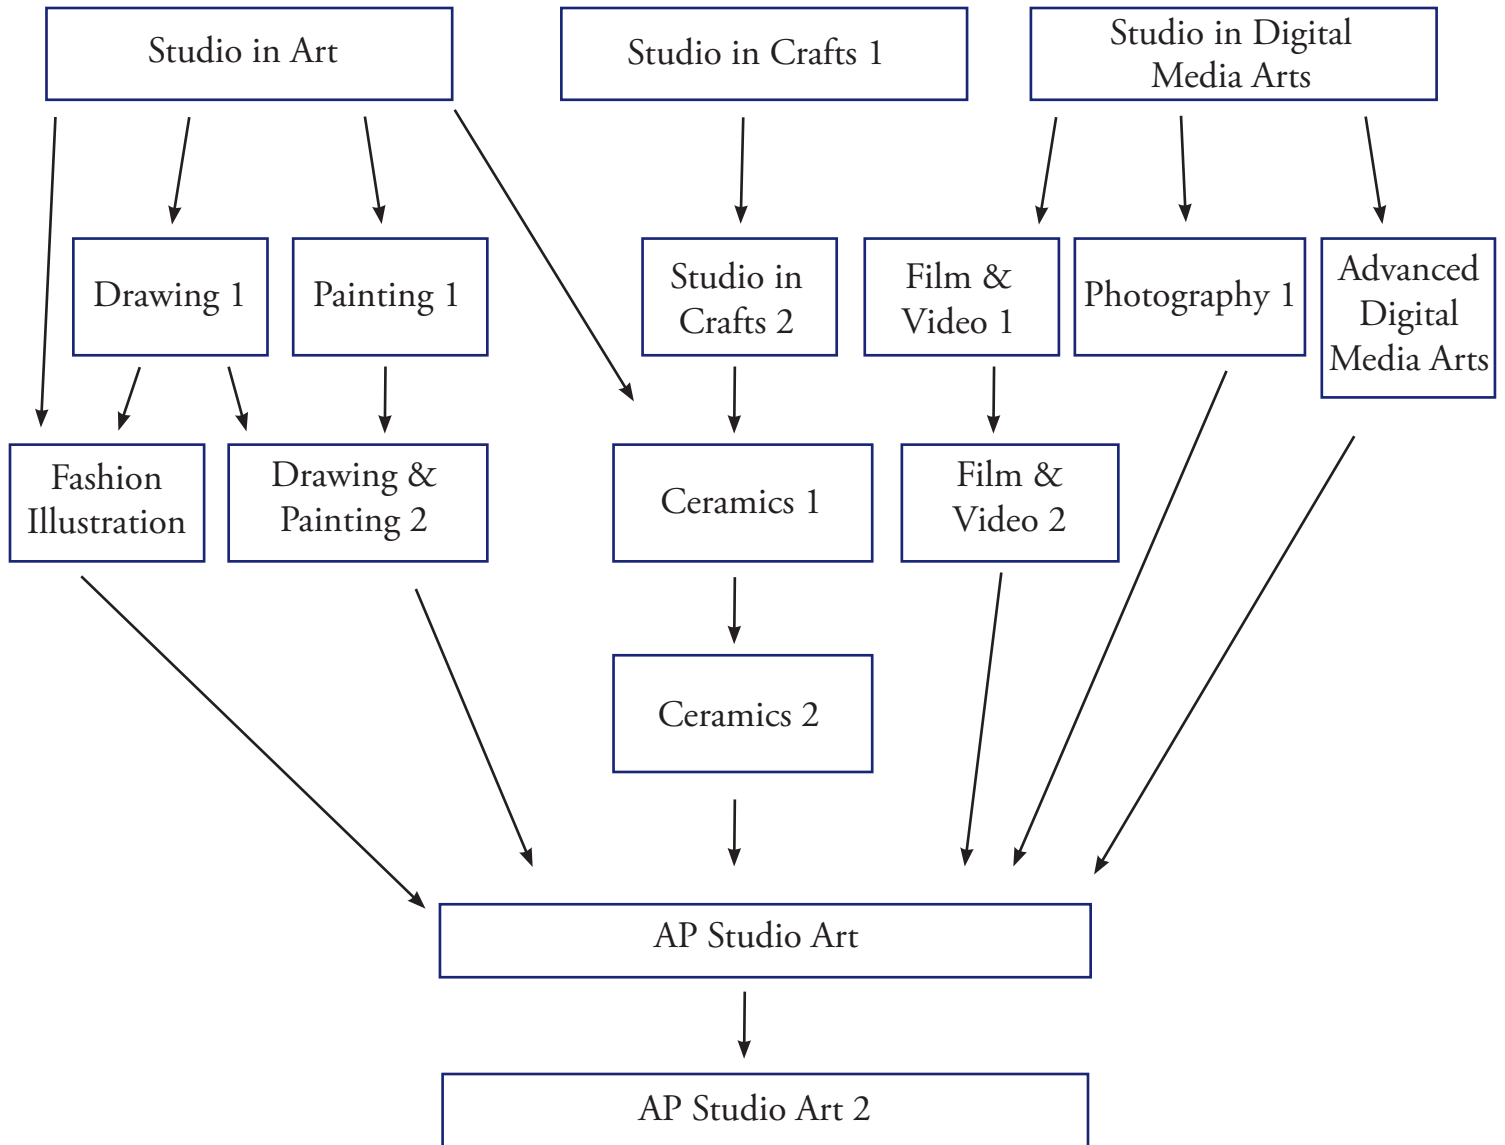 Studio in Art
Studio in Crafts 1
Studio in Digital
Media Arts
Drawing 1
Painting 1
Studio in
Crafts 2
Film &
Video 1
Photography 1
Advanced
Digital
Media Arts
Fashion
Illustration
Drawing &
Painting 2
Ceramics 1
Film &
Video 2
Ceramics 2
AP Studio Art
AP Studio Art 2